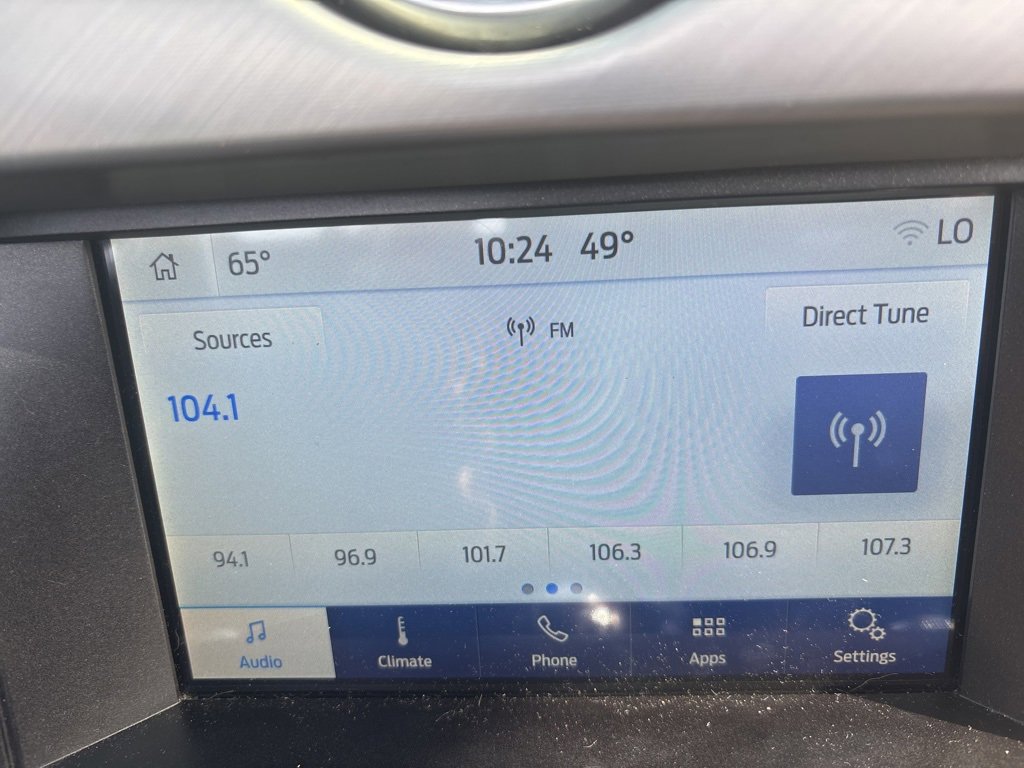 65° 10:24 49° LO
Sources FM Direct Tune
104.1
94.1 96.9 101.7 106.3 106.9 107.3
Audio Climate Phone Apps Settings